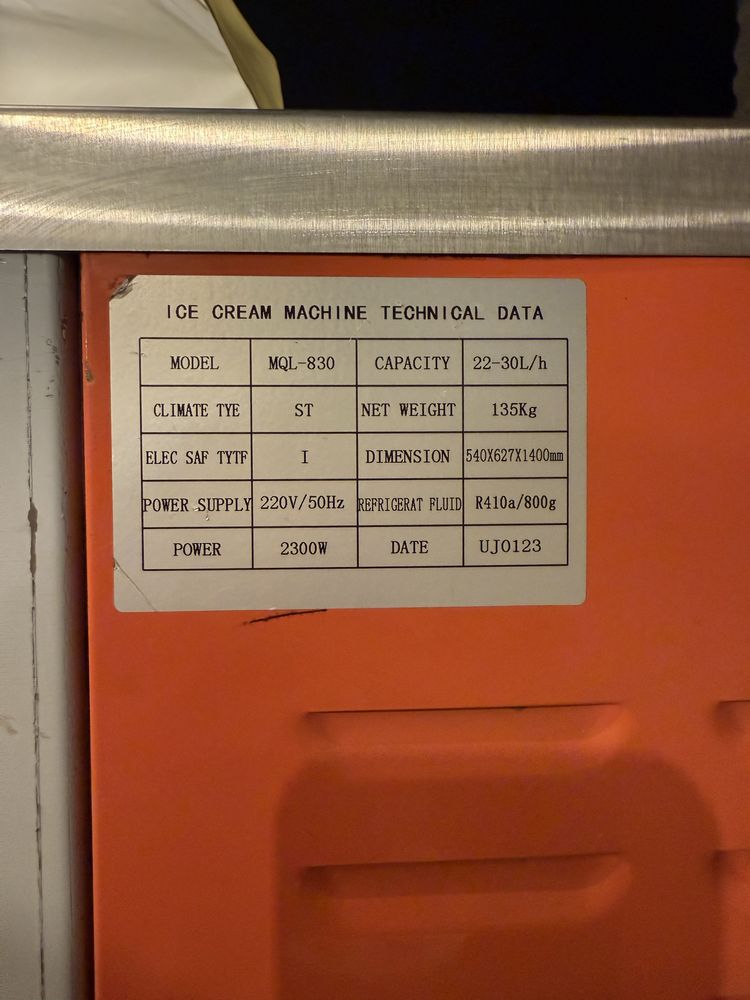 ICE CREAM MACHINE TECHNICAL DATA
MODEL MQL-830 CAPACITY 22-30L/h
CLIMATE TYE ST NET WEIGHT 135Kg
ELEC SAF TYTF I DIMENSION 540X627X1400mm
POWER SUPPLY 220V/50Hz REFRIGERAT FLUID R410a/800g
POWER 2300W DATE UJ0123